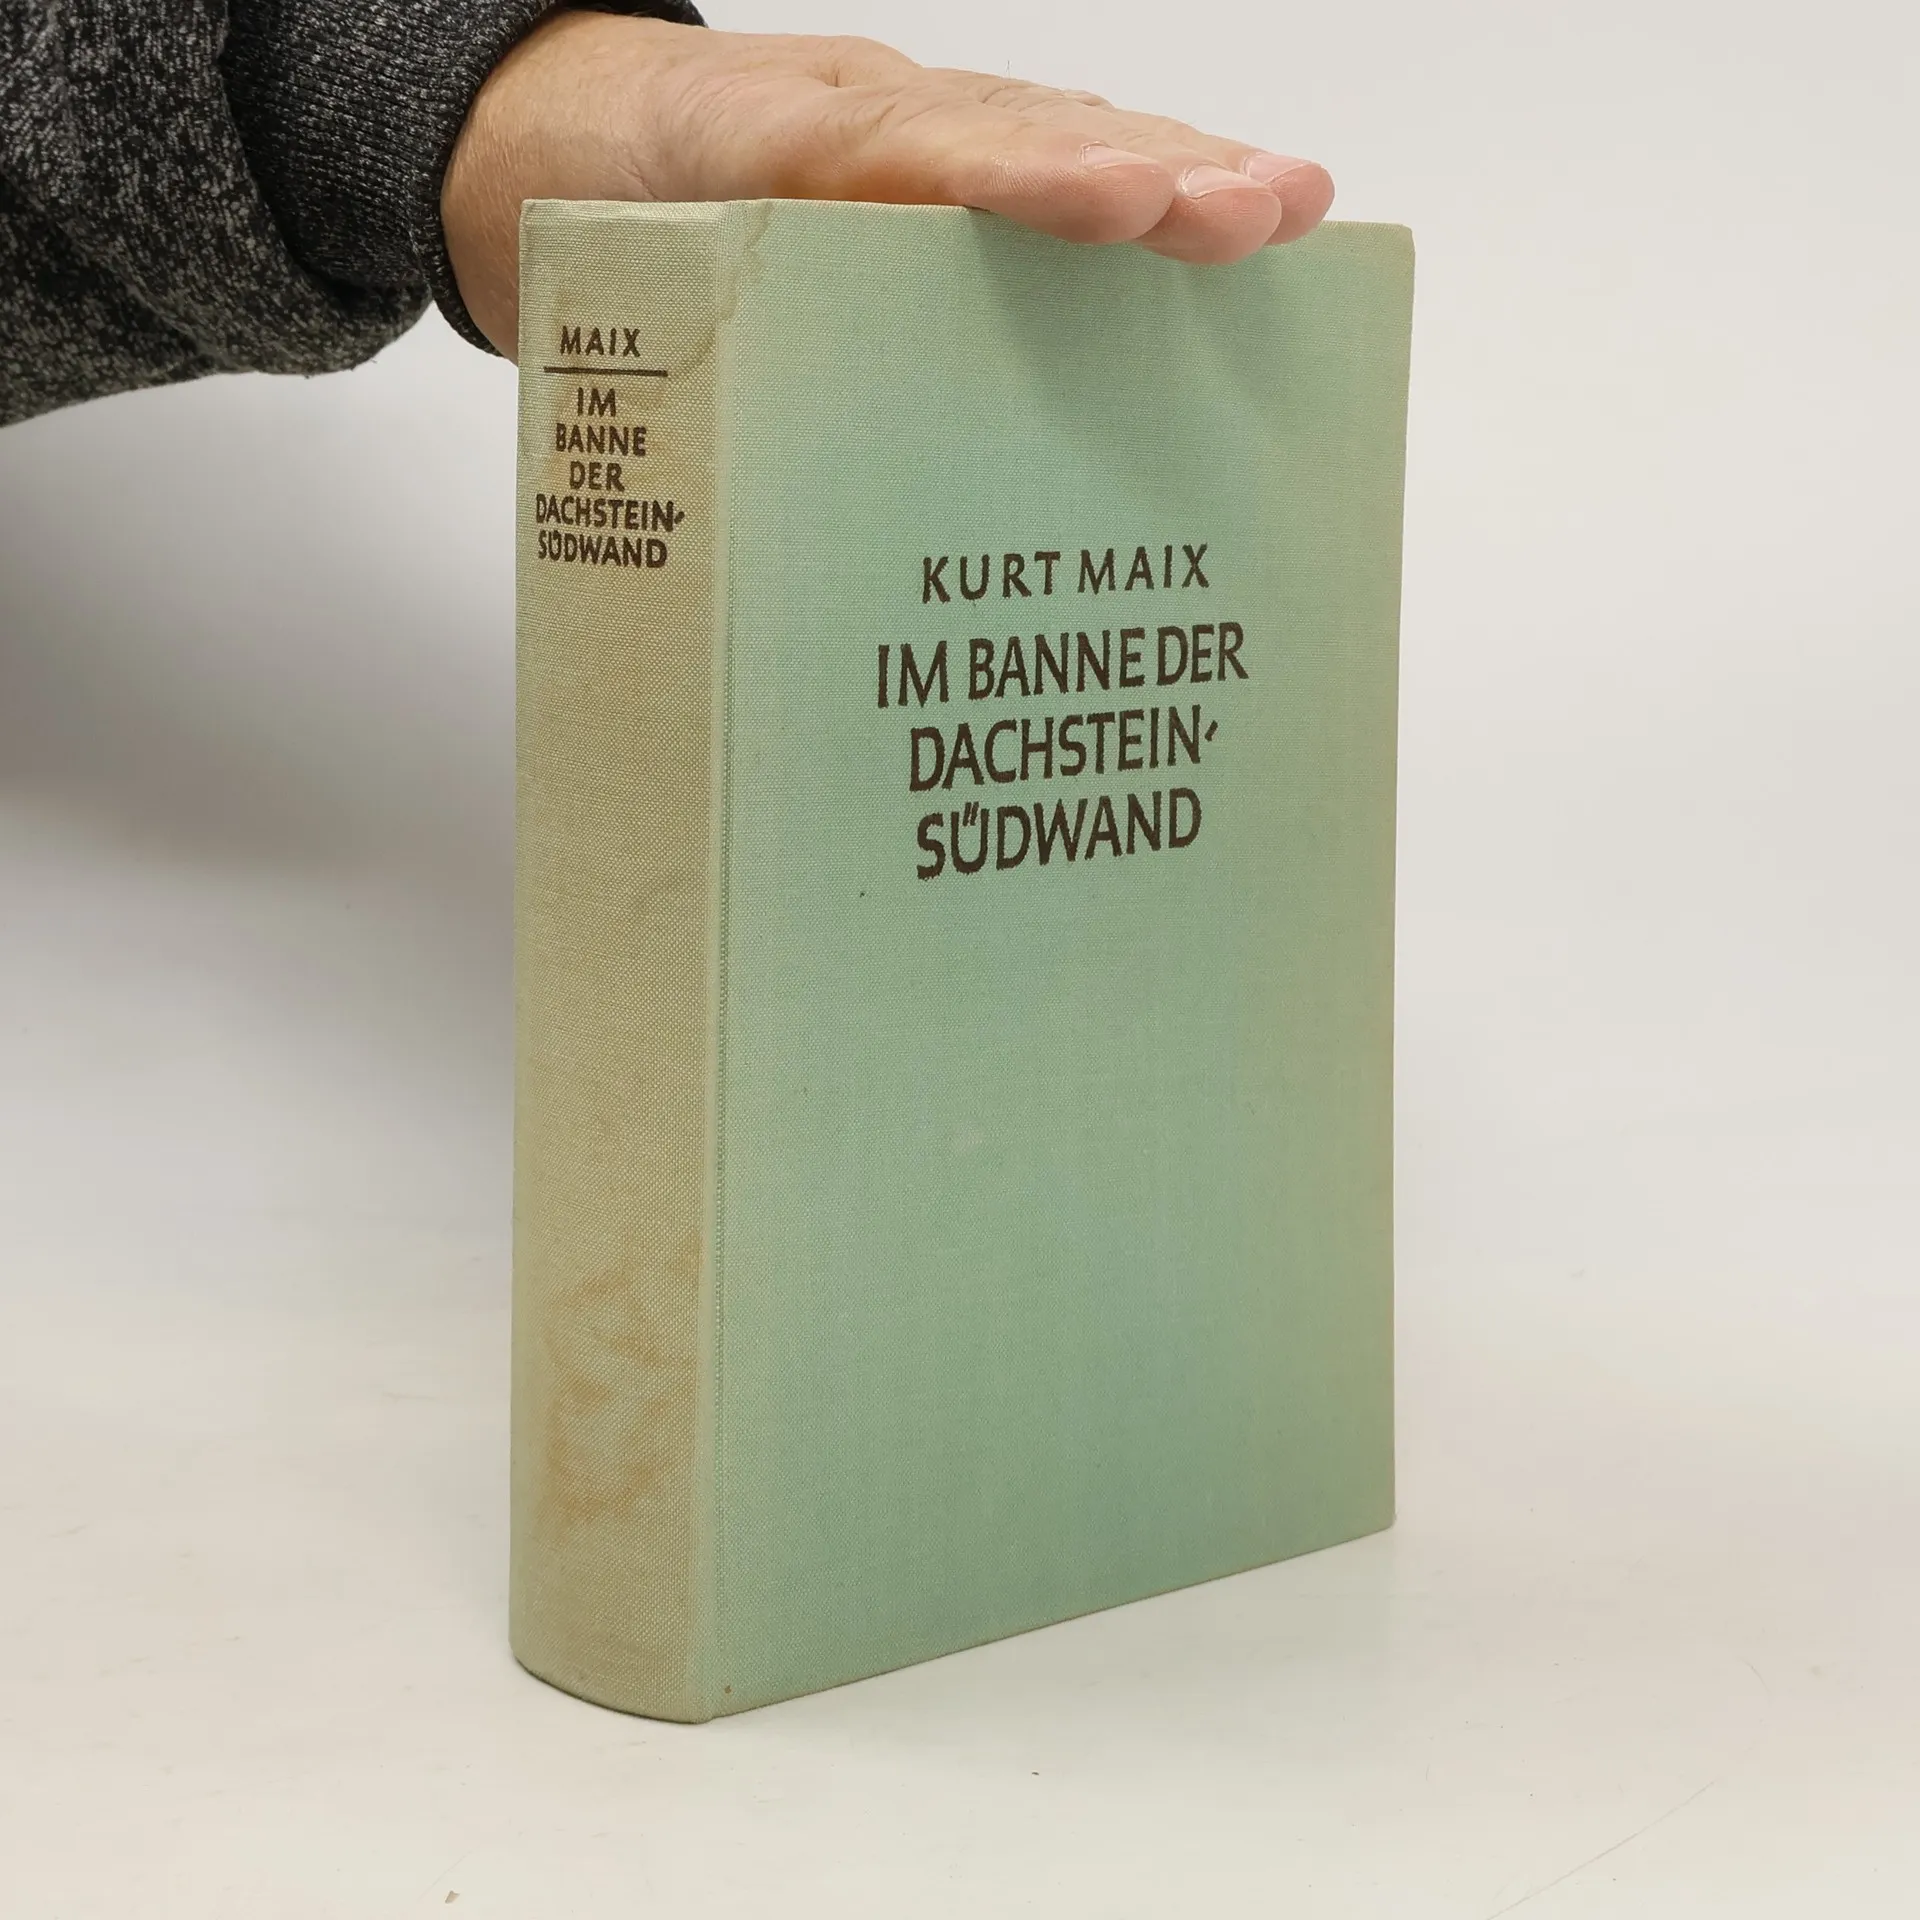 MAIX
IM
BANNE
DER
DACHSTEIN-
SÜDWAND
KURT MAIX
IM BANNE DER
DACHSTEIN-
SÜDWAND